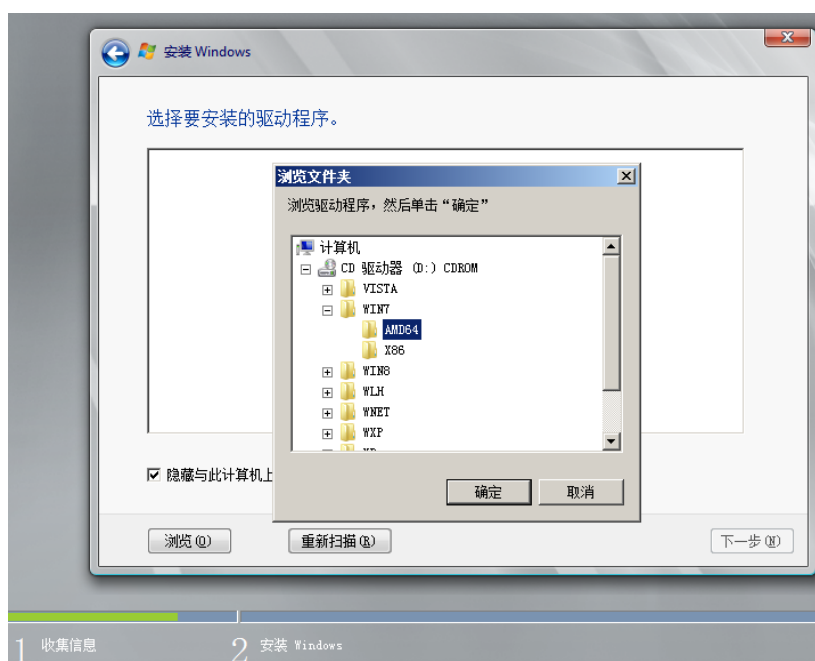 安装 Windows
选择要安装的驱动程序。
浏览文件夹
浏览驱动程序，然后单击“确定”
计算机
CD 驱动器 (D:) CDROM
VISTA
WIN7
AMD64
X86
WIN8
WLH
WNET
WXP
隐藏与此计算机上
确定 取消
浏览(O) 重新扫描(R) 下一步(N)
1 收集信息 2 安装 Windows